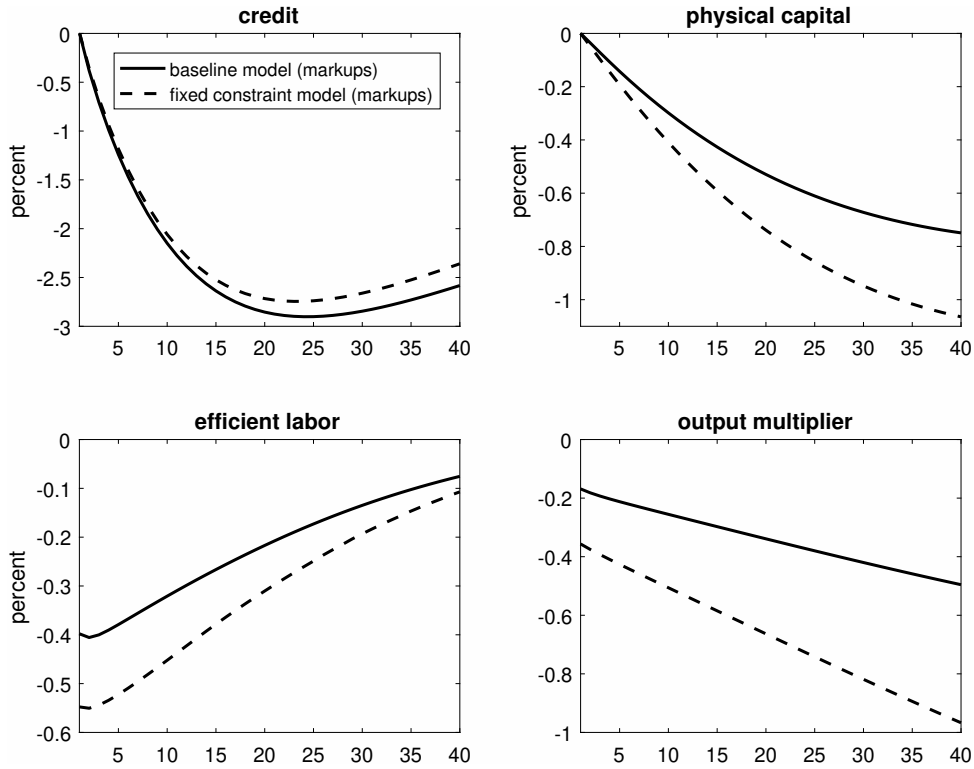 credit
0
-0.5
-1
-1.5
-2
-2.5
-3
percent
baseline model (markups)
fixed constraint model (markups)
5 10 15 20 25 30 35 40
physical capital
0
-0.2
-0.4
-0.6
-0.8
-1
percent
5 10 15 20 25 30 35 40
efficient labor
0
-0.1
-0.2
-0.3
-0.4
-0.5
-0.6
percent
5 10 15 20 25 30 35 40
output multiplier
0
-0.2
-0.4
-0.6
-0.8
-1
5 10 15 20 25 30 35 40